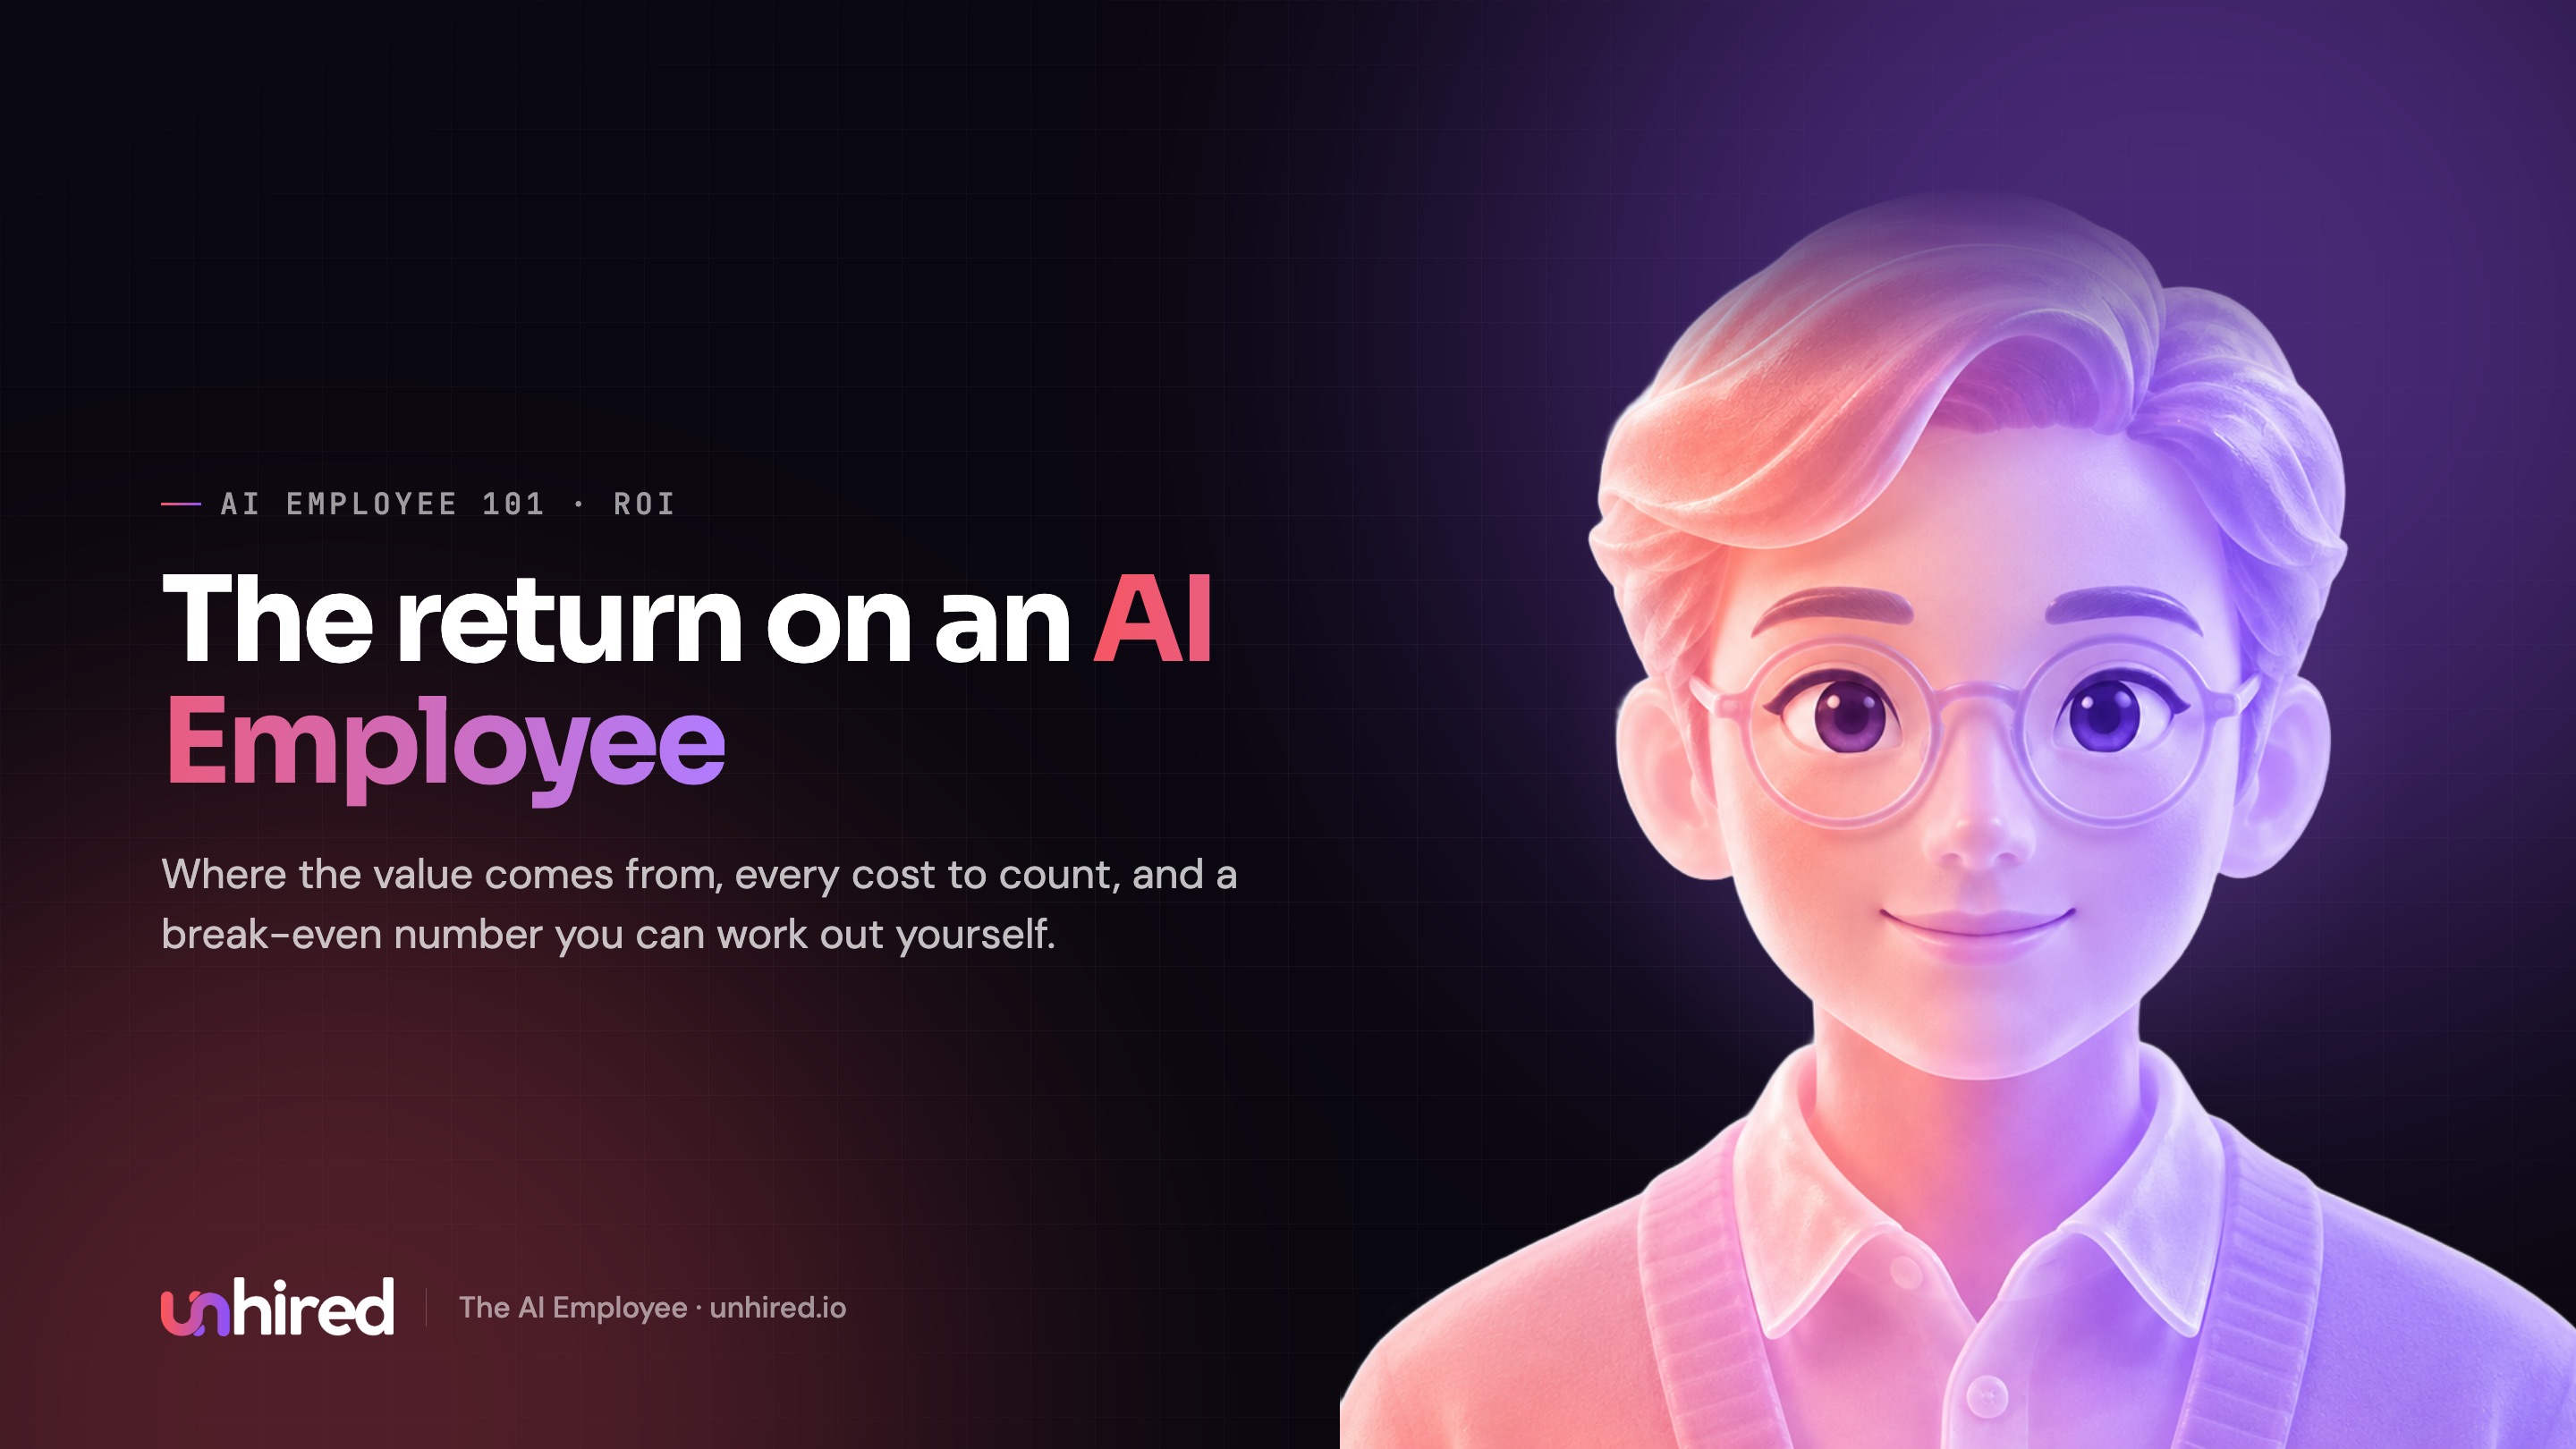 AI EMPLOYEE 101 · ROI
The return on an AI
Employee
Where the value comes from, every cost to count, and a
break-even number you can work out yourself.
unhired
The AI Employee · unhired.io